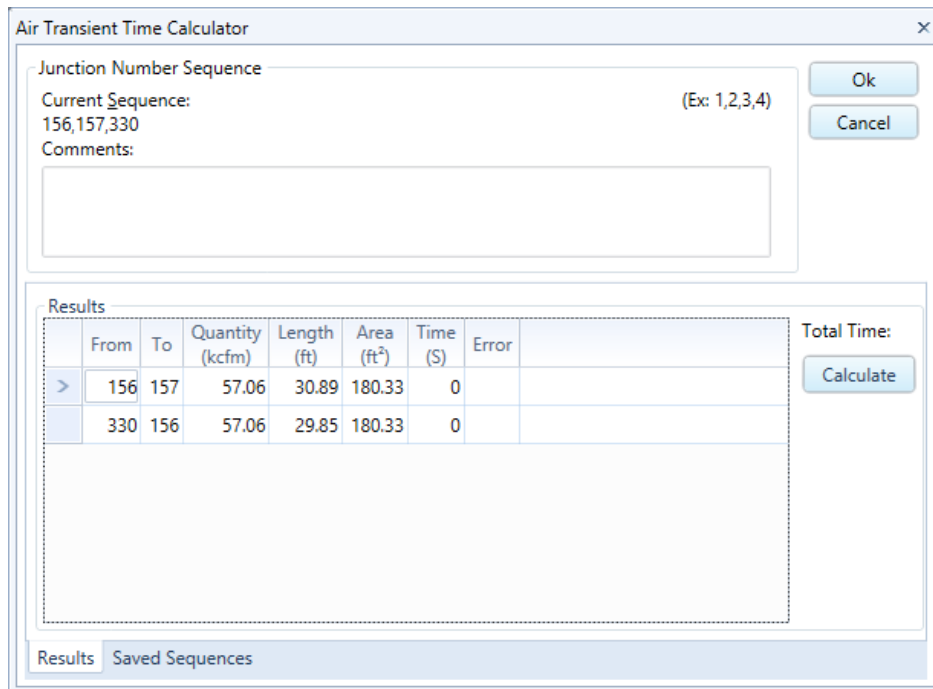 Air Transient Time Calculator
Junction Number Sequence
Current Sequence: (Ex: 1,2,3,4)
156,157,330
Comments:
Ok
Cancel
Results
From To Quantity (kcfm) Length (ft) Area (ft²) Time (S) Error
> 156 157 57.06 30.89 180.33 0
330 156 57.06 29.85 180.33 0
Total Time:
Calculate
Results Saved Sequences